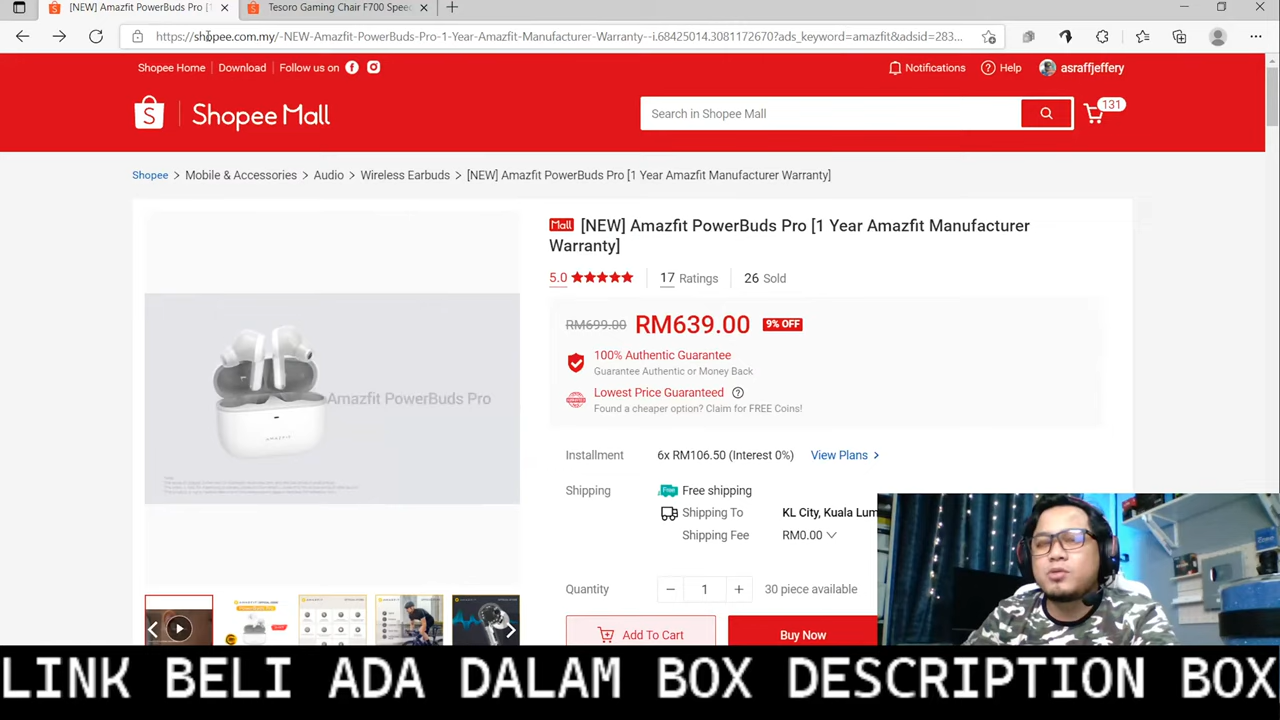 [NEW] Amazfit PowerBuds Pro [1
Tesoro Gaming Chair F700 Speed
https://shopee.com.my/-NEW-Amazfit-PowerBuds-Pro-1-Year-Amazfit-Manufacturer-Warranty--i.68425014.3081172670?ads_keyword=amazfit&adsid=283...
Shopee Home Download Follow us on
Notifications Help asraffjeffery
Shopee Mall
Search in Shopee Mall
131
Shopee > Mobile & Accessories > Audio > Wireless Earbuds > [NEW] Amazfit PowerBuds Pro [1 Year Amazfit Manufacturer Warranty]
Mall [NEW] Amazfit PowerBuds Pro [1 Year Amazfit Manufacturer
Warranty]
5.0 17 Ratings 26 Sold
RM699.00 RM639.00 9% OFF
100% Authentic Guarantee
Guarantee Authentic or Money Back
Lowest Price Guaranteed ?
Found a cheaper option? Claim for FREE Coins!
Amazfit PowerBuds Pro
AMAZFIT
Installment 6x RM106.50 (Interest 0%) View Plans >
Shipping Free Free shipping
Shipping To KL City, Kuala Lum
Shipping Fee RM0.00
Quantity − 1 + 30 piece available
Add To Cart Buy Now
LINK BELI ADA DALAM BOX DESCRIPTION BOX